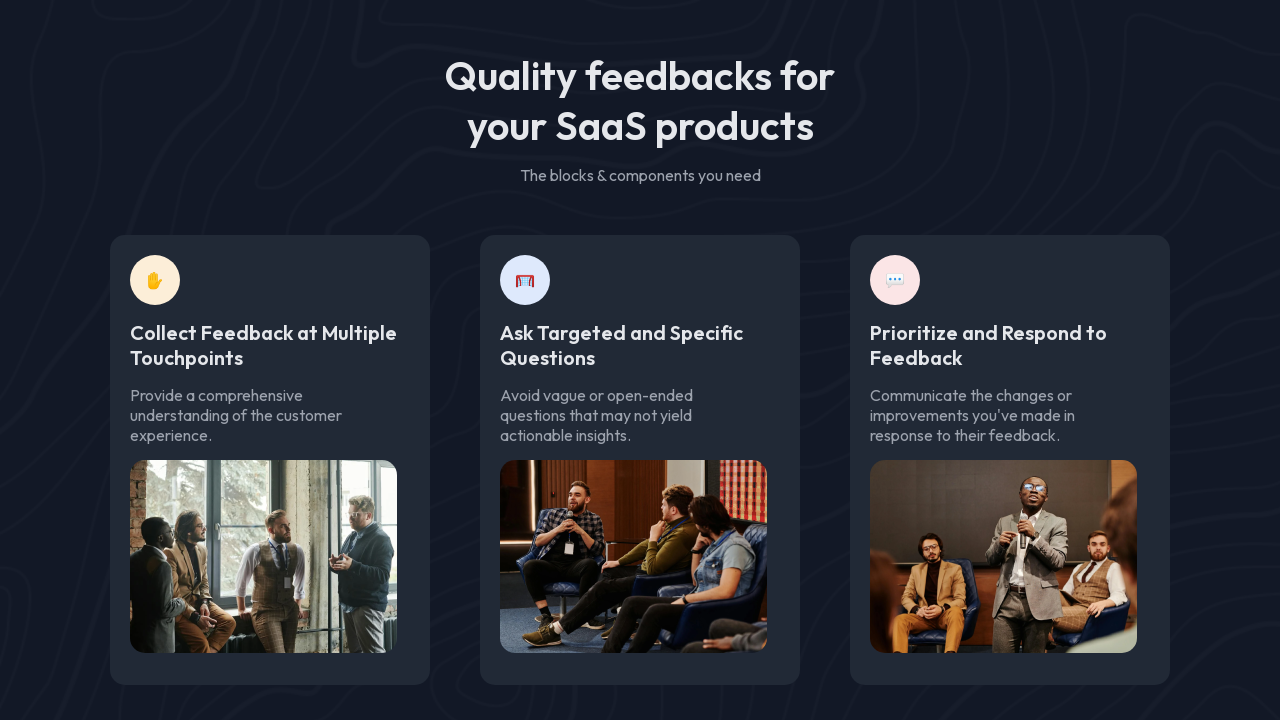 Quality feedbacks for
your SaaS products
The blocks & components you need
Collect Feedback at Multiple
Touchpoints
Provide a comprehensive
understanding of the customer
experience.
Ask Targeted and Specific
Questions
Avoid vague or open-ended
questions that may not yield
actionable insights.
Prioritize and Respond to
Feedback
Communicate the changes or
improvements you've made in
response to their feedback.